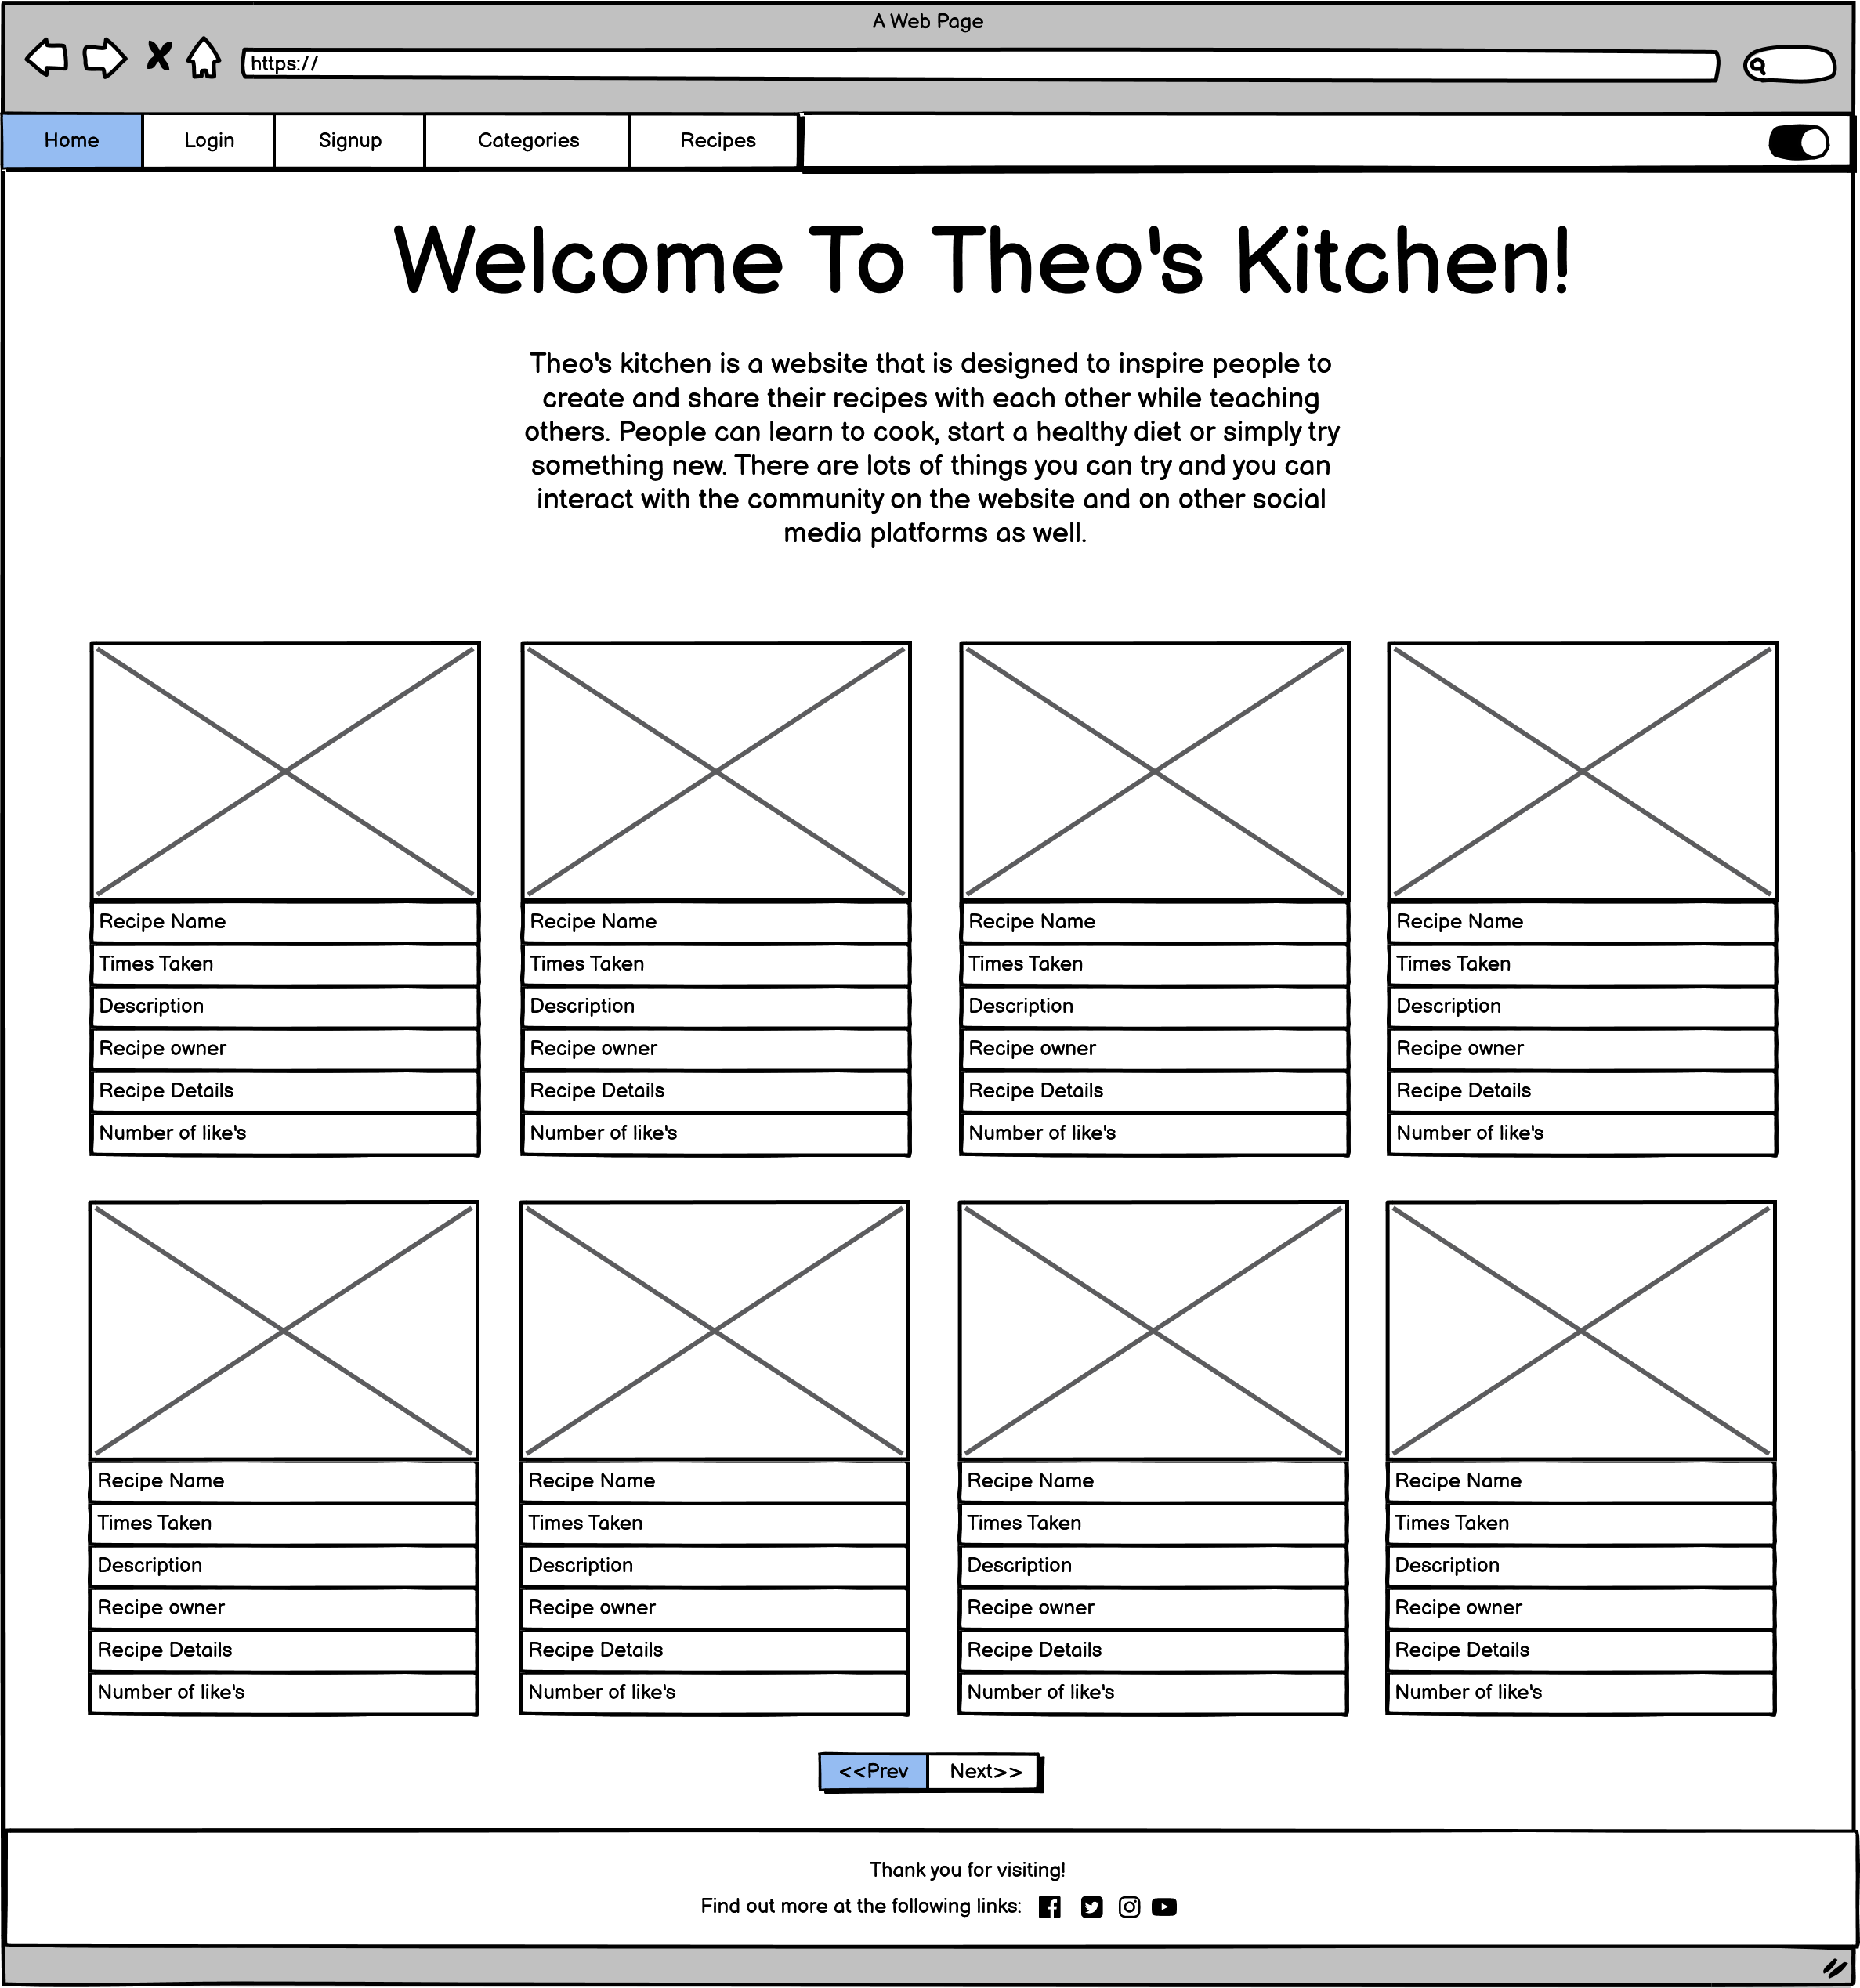 A Web Page
https://
Home Login Signup Categories Recipes
Welcome To Theo's Kitchen!
Theo's kitchen is a website that is designed to inspire people to
create and share their recipes with each other while teaching
others. People can learn to cook, start a healthy diet or simply try
something new. There are lots of things you can try and you can
interact with the community on the website and on other social
media platforms as well.
Recipe Name Recipe Name Recipe Name Recipe Name
Times Taken Times Taken Times Taken Times Taken
Description Description Description Description
Recipe owner Recipe owner Recipe owner Recipe owner
Recipe Details Recipe Details Recipe Details Recipe Details
Number of like's Number of like's Number of like's Number of like's
Recipe Name Recipe Name Recipe Name Recipe Name
Times Taken Times Taken Times Taken Times Taken
Description Description Description Description
Recipe owner Recipe owner Recipe owner Recipe owner
Recipe Details Recipe Details Recipe Details Recipe Details
Number of like's Number of like's Number of like's Number of like's
<<Prev Next>>
Thank you for visiting!
Find out more at the following links: